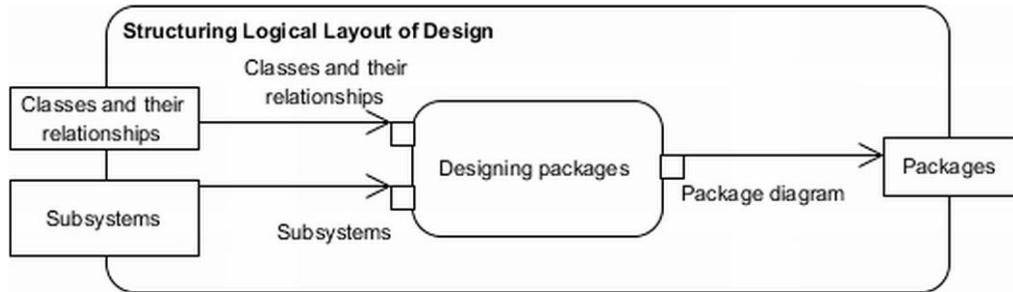 Structuring Logical Layout of Design
Classes and their
relationships
Classes and their
relationships
Designing packages
Packages
Package diagram
Subsystems
Subsystems